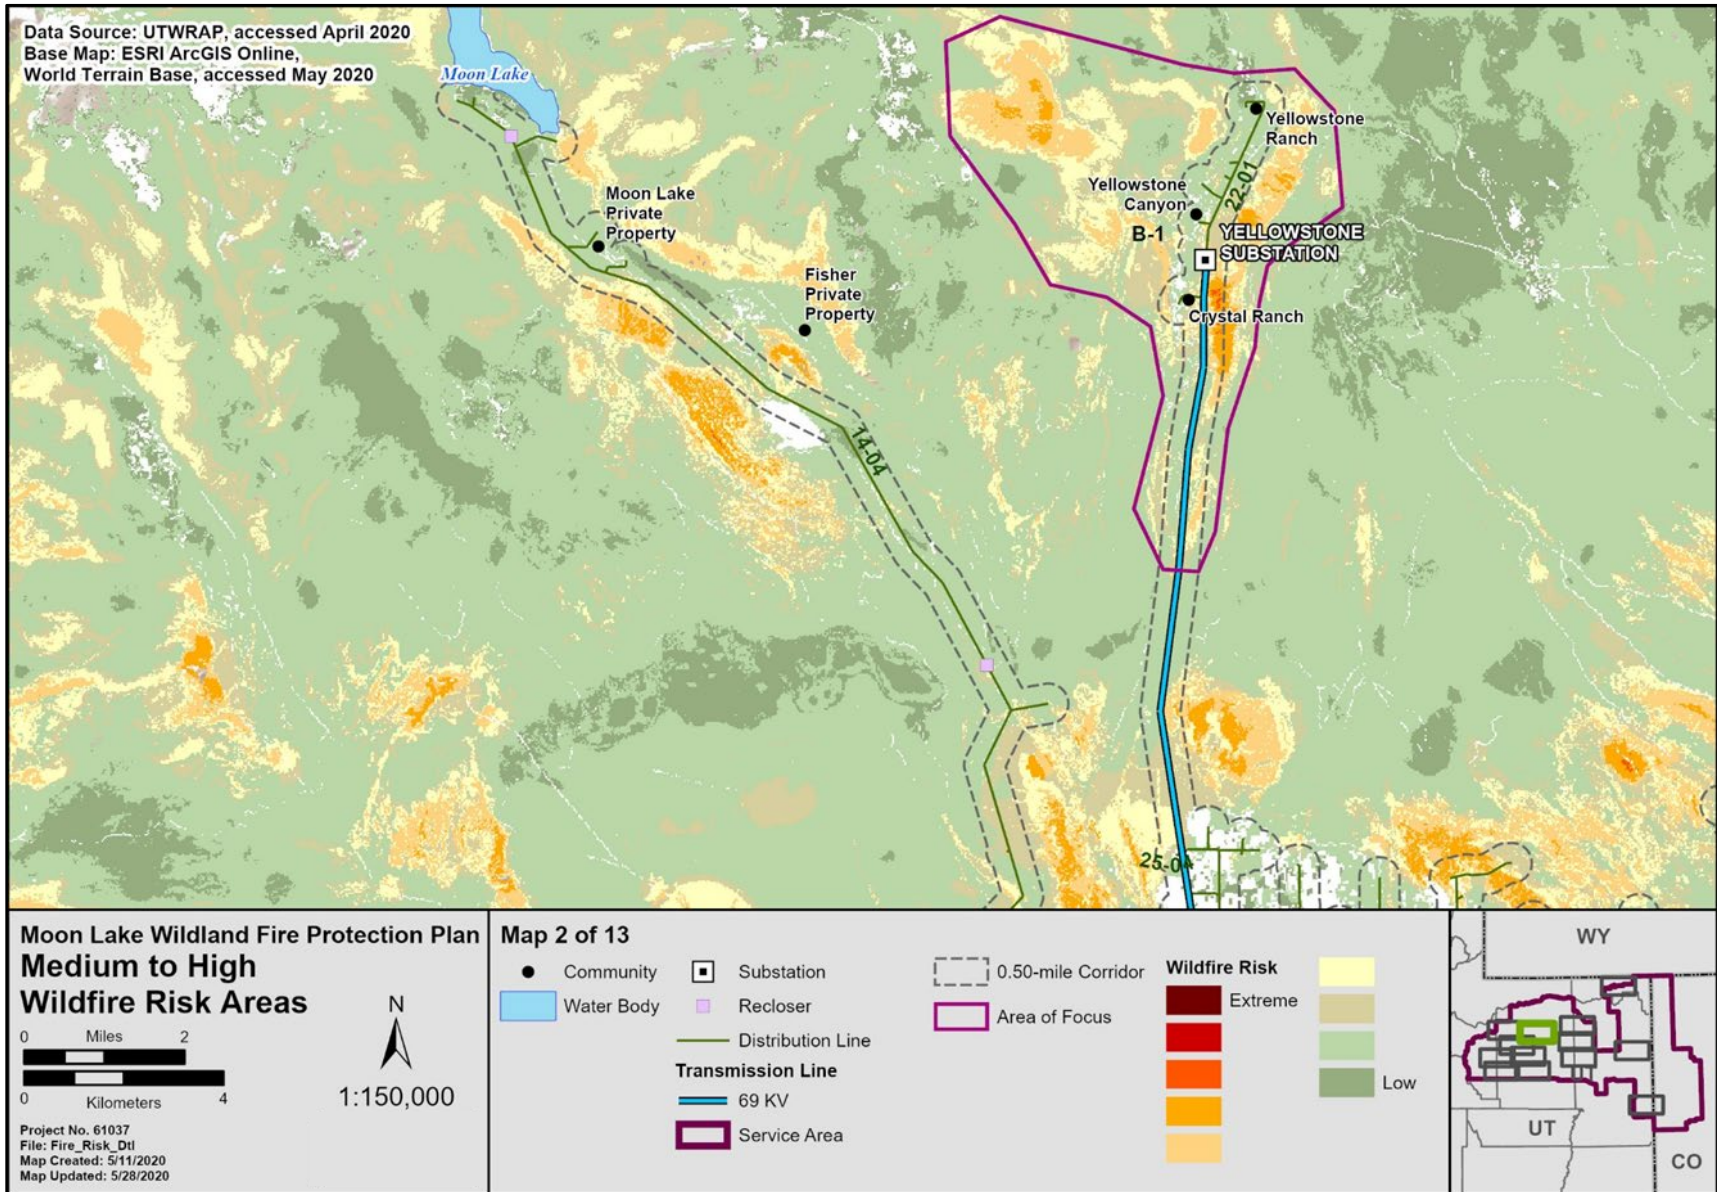 Data Source: UTWRAP, accessed April 2020
Base Map: ESRI ArcGIS Online,
World Terrain Base, accessed May 2020
Moon Lake
Yellowstone
Ranch
Yellowstone
Canyon
22-01
B-1
YELLOWSTONE
SUBSTATION
Moon Lake
Private
Property
Fisher
Private
Property
Crystal Ranch
14-04
25-04
Moon Lake Wildland Fire Protection Plan
Medium to High
Wildfire Risk Areas
0 Miles 2
0 Kilometers 4
N
1:150,000
Project No. 61037
File: Fire_Risk_Dtl
Map Created: 5/11/2020
Map Updated: 5/28/2020
Map 2 of 13
Community
Water Body
Substation
Recloser
Distribution Line
Transmission Line
69 KV
Service Area
0.50-mile Corridor
Area of Focus
Wildfire Risk
Extreme
Low
WY
UT
CO